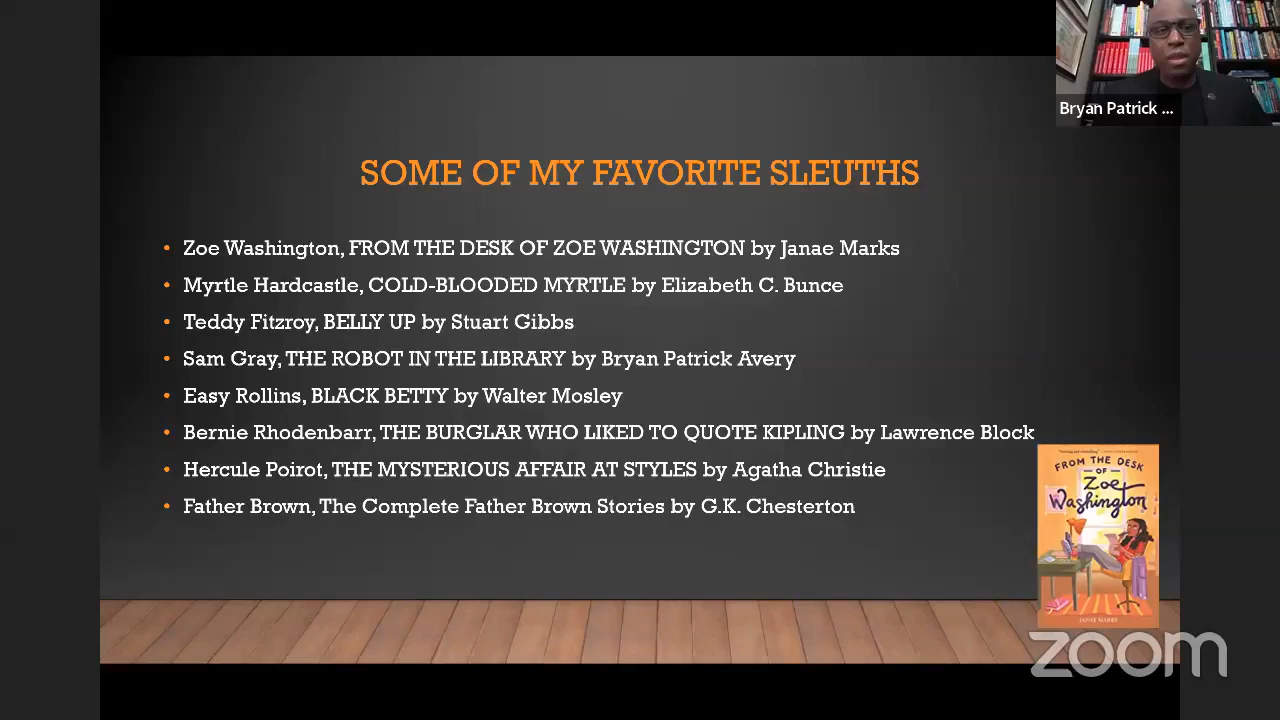 Bryan Patrick ...
SOME OF MY FAVORITE SLEUTHS
• Zoe Washington, FROM THE DESK OF ZOE WASHINGTON by Janae Marks
• Myrtle Hardcastle, COLD-BLOODED MYRTLE by Elizabeth C. Bunce
• Teddy Fitzroy, BELLY UP by Stuart Gibbs
• Sam Gray, THE ROBOT IN THE LIBRARY by Bryan Patrick Avery
• Easy Rollins, BLACK BETTY by Walter Mosley
• Bernie Rhodenbarr, THE BURGLAR WHO LIKED TO QUOTE KIPLING by Lawrence Block
• Hercule Poirot, THE MYSTERIOUS AFFAIR AT STYLES by Agatha Christie
• Father Brown, The Complete Father Brown Stories by G.K. Chesterton
FROM THE DESK
OF
Zoe
Washington
JANAE MARKS
zoom